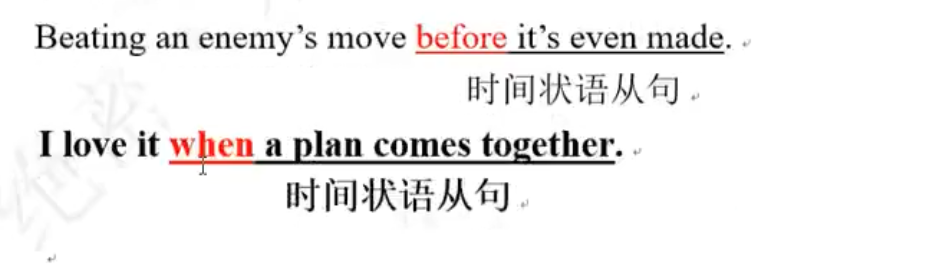 Beating an enemy’s move before it’s even made.
时间状语从句
I love it when a plan comes together.
时间状语从句